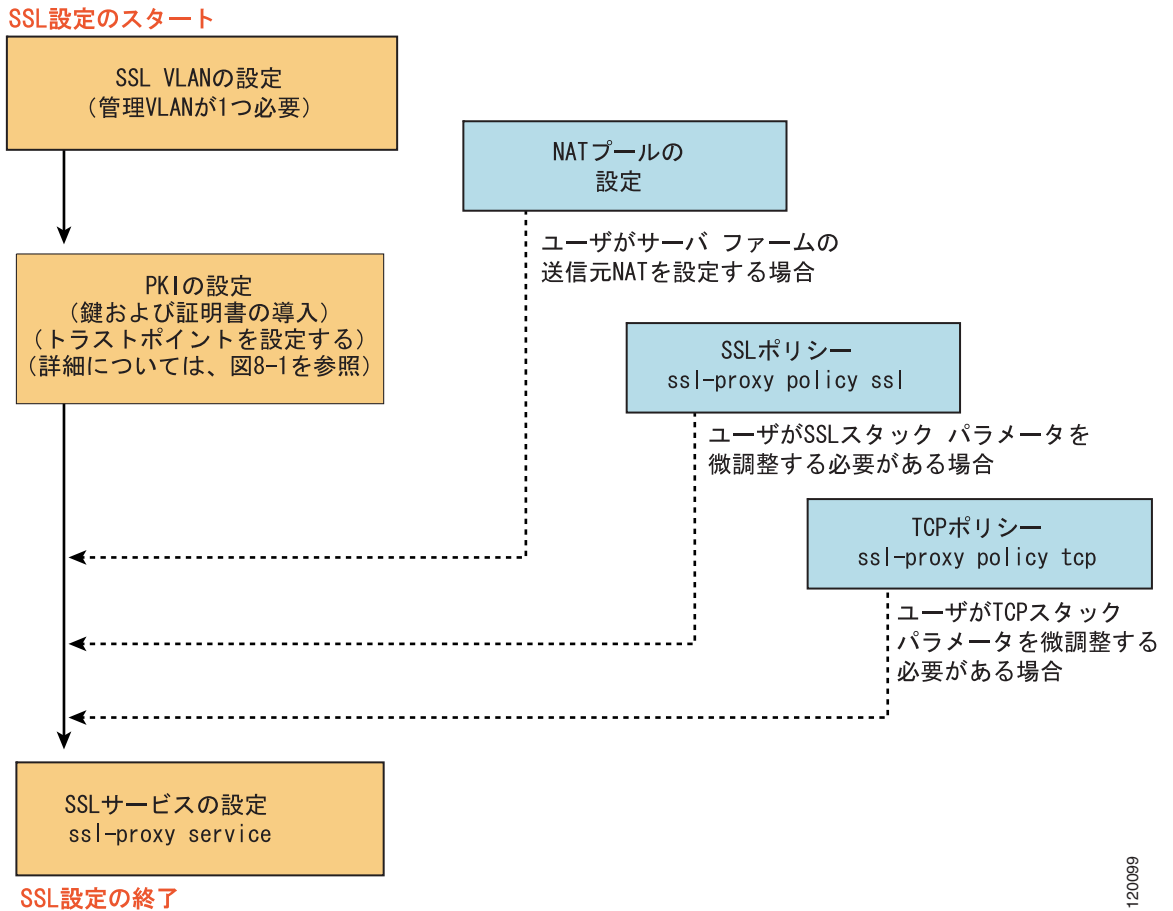 SSL設定のスタート
SSL VLANの設定
（管理VLANが1つ必要）
NATプールの
設定
ユーザがサーバ ファームの
送信元NATを設定する場合
PKIの設定
（鍵および証明書の導入）
（トラストポイントを設定する）
（詳細については、図8-1を参照）
SSLポリシー
ssl-proxy policy ssl
ユーザがSSLスタック パラメータを
微調整する必要がある場合
TCPポリシー
ssl-proxy policy tcp
ユーザがTCPスタック
パラメータを微調整する
必要がある場合
SSLサービスの設定
ssl-proxy service
SSL設定の終了
120099